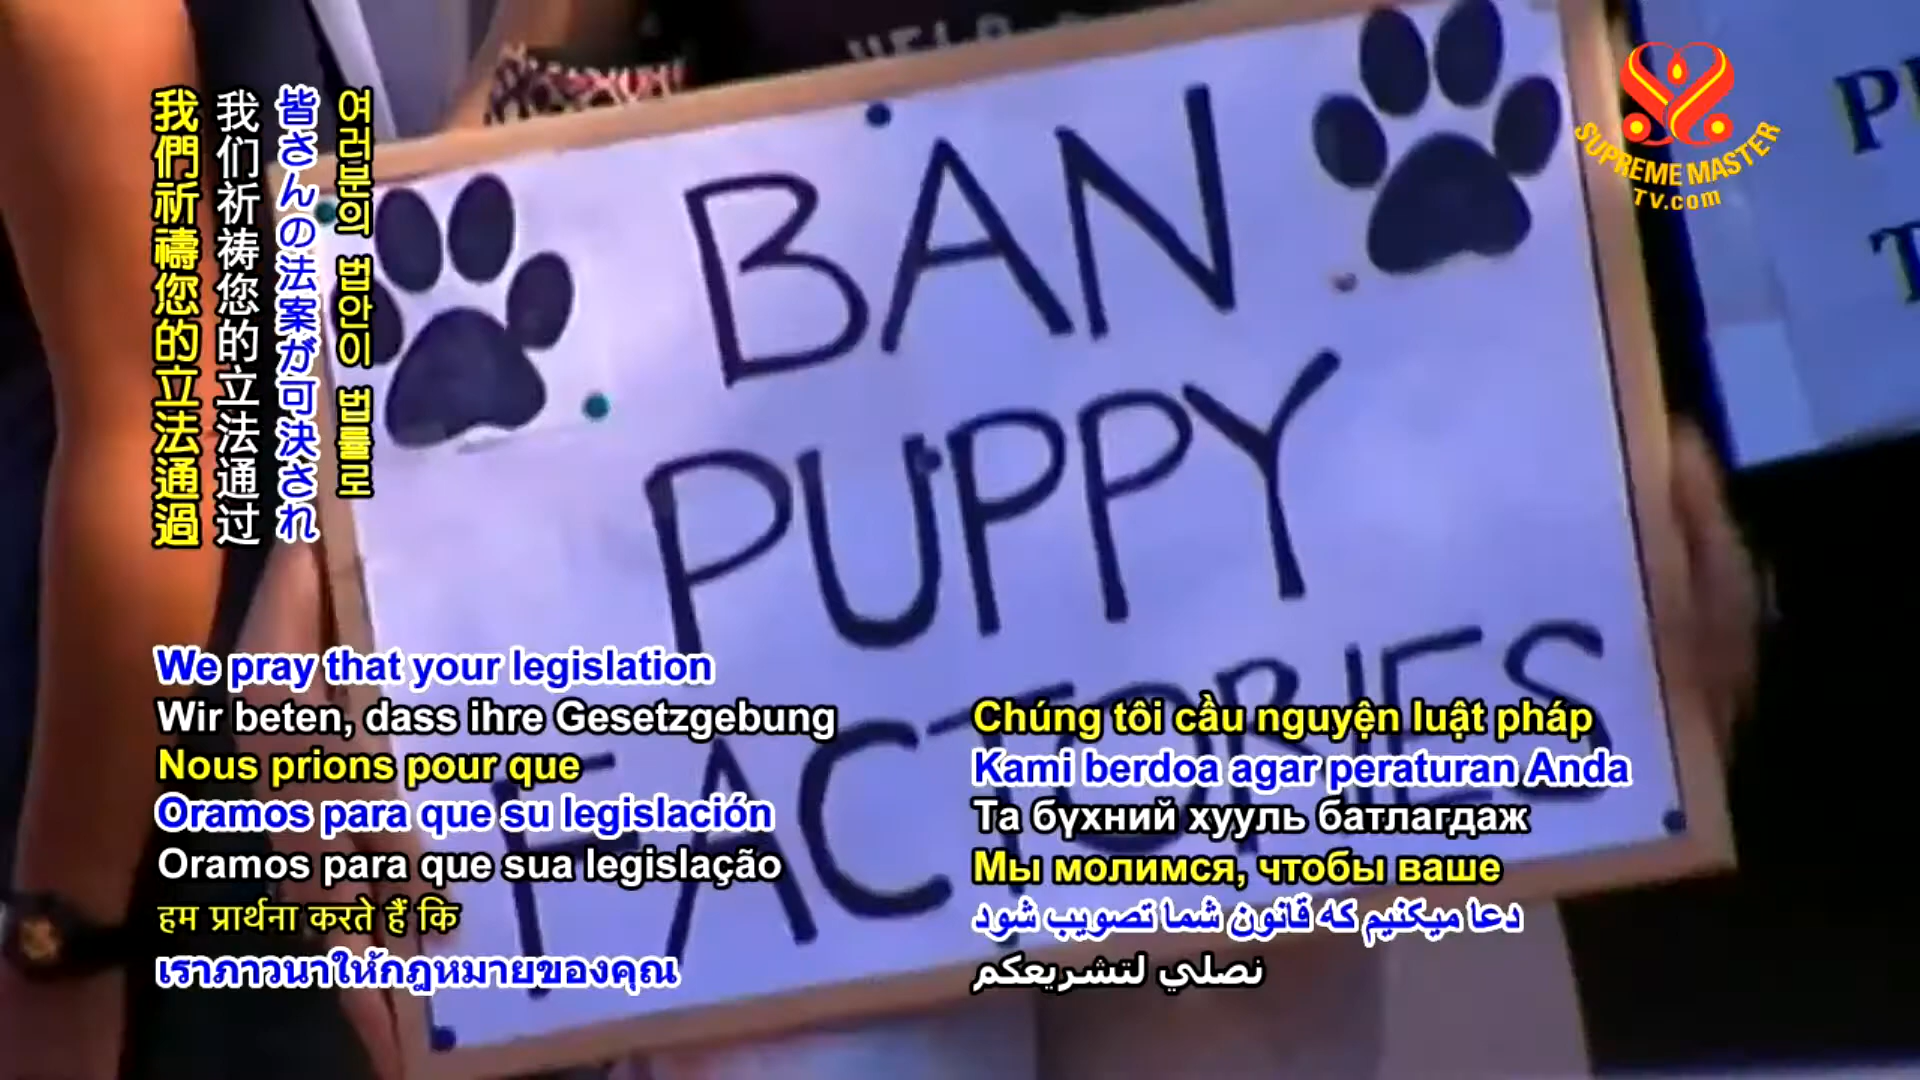 BAN
PUPPY
FACTORIES
SUPREME MASTER
TV.com
我們祈禱您的立法通過
我们祈祷您的立法通过
皆さんの法案が可決され
여러분의 법안이 법률로
We pray that your legislation
Wir beten, dass ihre Gesetzgebung
Nous prions pour que
Oramos para que su legislación
Oramos para que sua legislação
हम प्रार्थना करते हैं कि
เราภาวนาให้กฎหมายของคุณ
Chúng tôi cầu nguyện luật pháp
Kami berdoa agar peraturan Anda
Та бүхний хууль батлагдаж
Мы молимся, чтобы ваше
دعا میکنیم که قانون شما تصویب شود
نصلي لتشريعكم